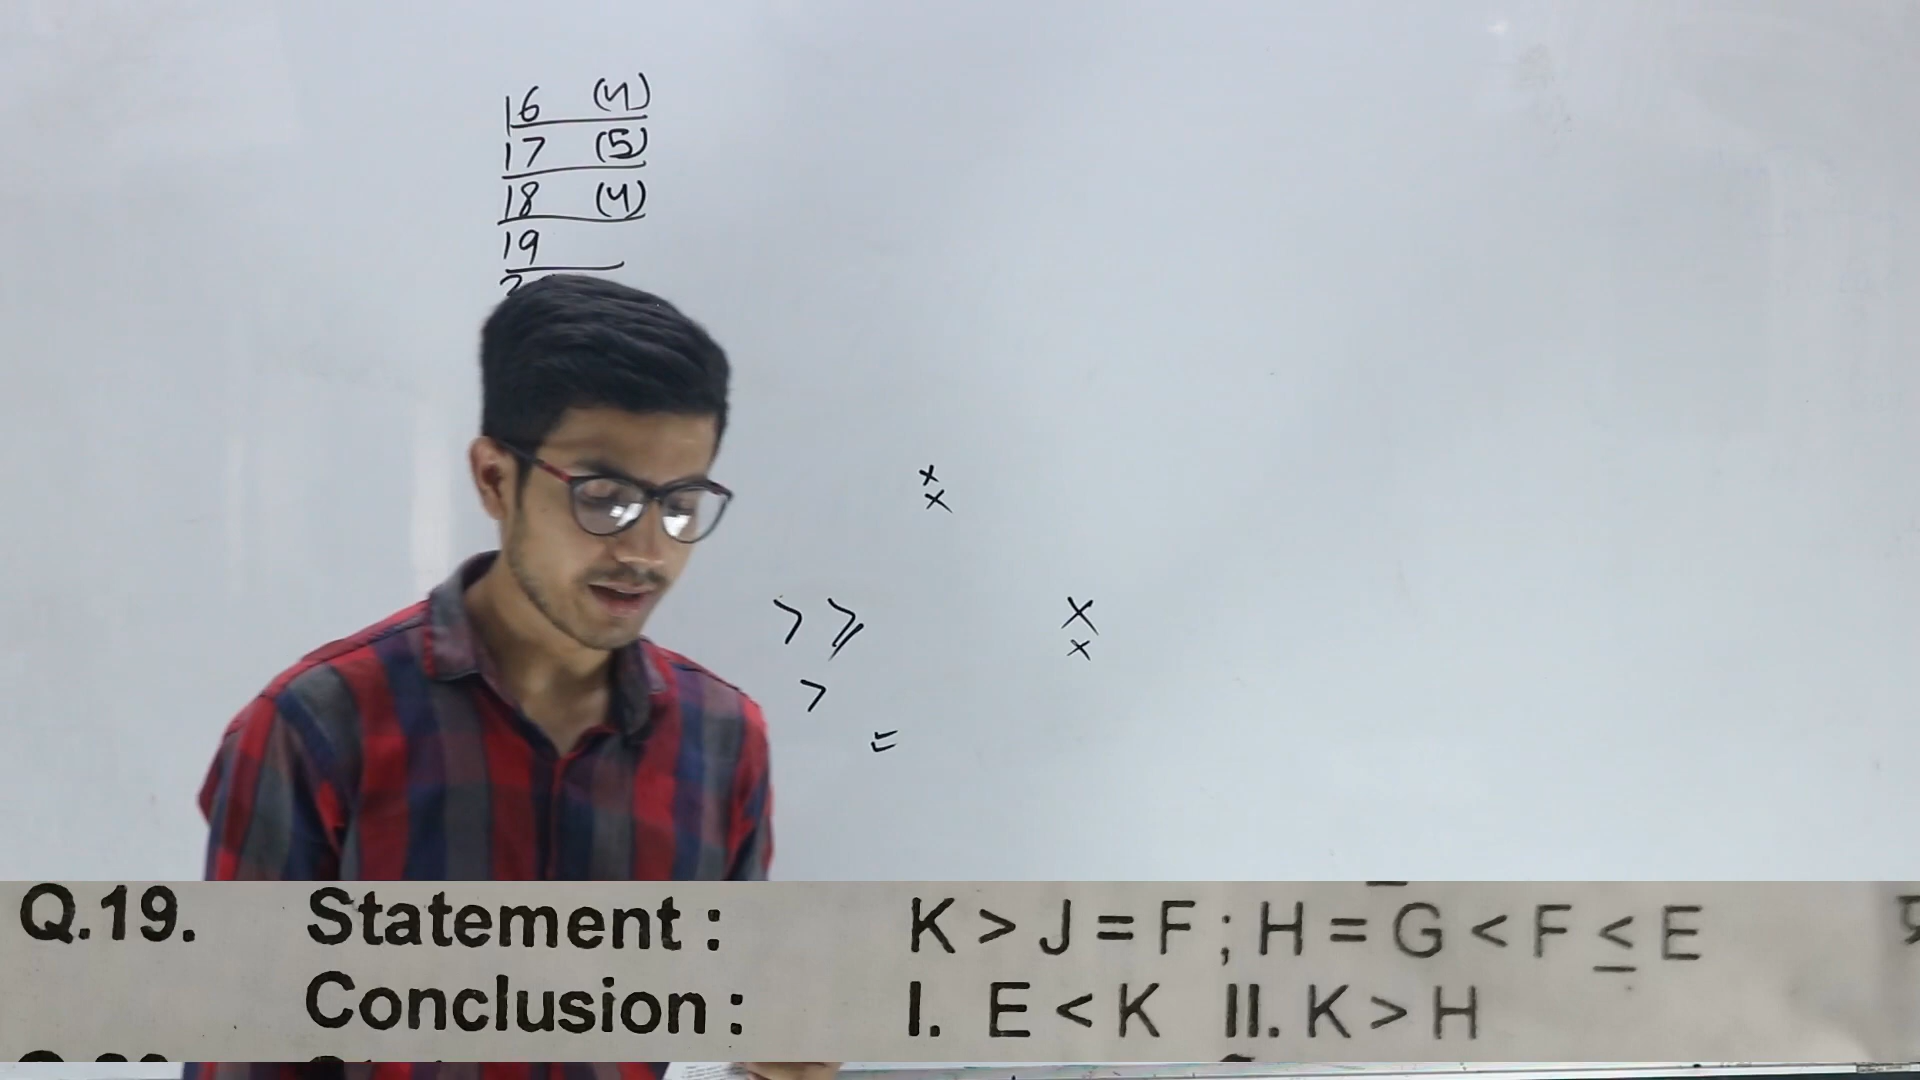 16 (4)
17 (5)
18 (4)
19
> ≥
>
=
x
x
x
x
Q.19. Statement : K > J = F ; H = G < F ≤ E
Conclusion : I. E < K II. K > H